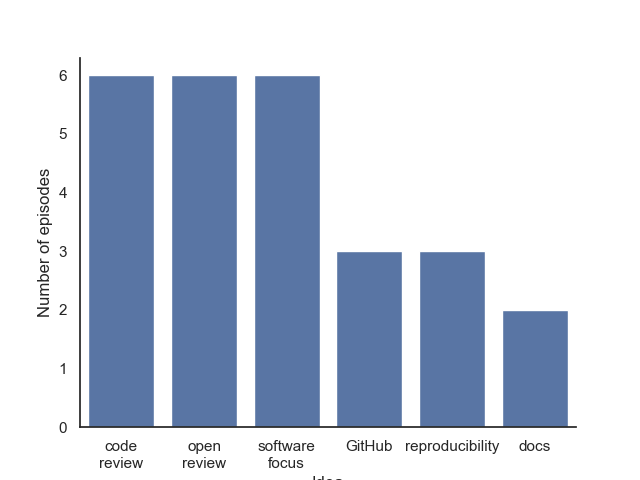 6
5
4
3
2
1
0
Number of episodes
code
review
open
review
software
focus
GitHub
reproducibility
docs
Idea